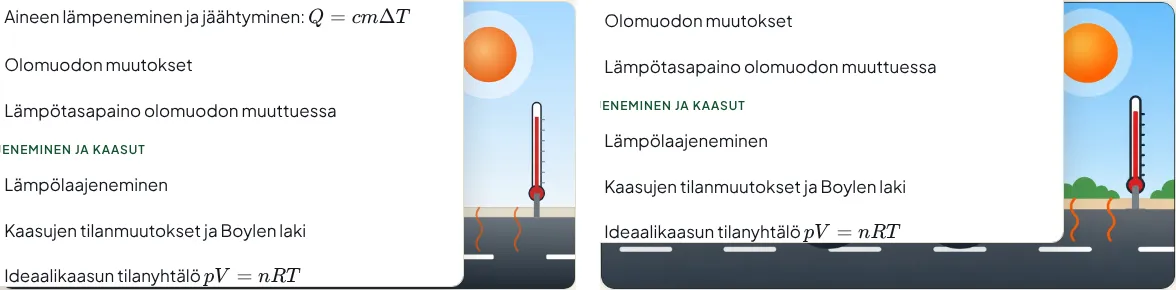 Aineen lämpeneminen ja jäähtyminen: Q = cmΔT
Olomuodon muutokset
Lämpötasapaino olomuodon muuttuessa
ENEMINEN JA KAASUT
Lämpölaajeneminen
Kaasujen tilanmuutokset ja Boylen laki
Ideaalikaasun tilanyhtälö pV = nRT
Olomuodon muutokset
Lämpötasapaino olomuodon muuttuessa
ENEMINEN JA KAASUT
Lämpölaajeneminen
Kaasujen tilanmuutokset ja Boylen laki
Ideaalikaasun tilanyhtälö pV = nRT